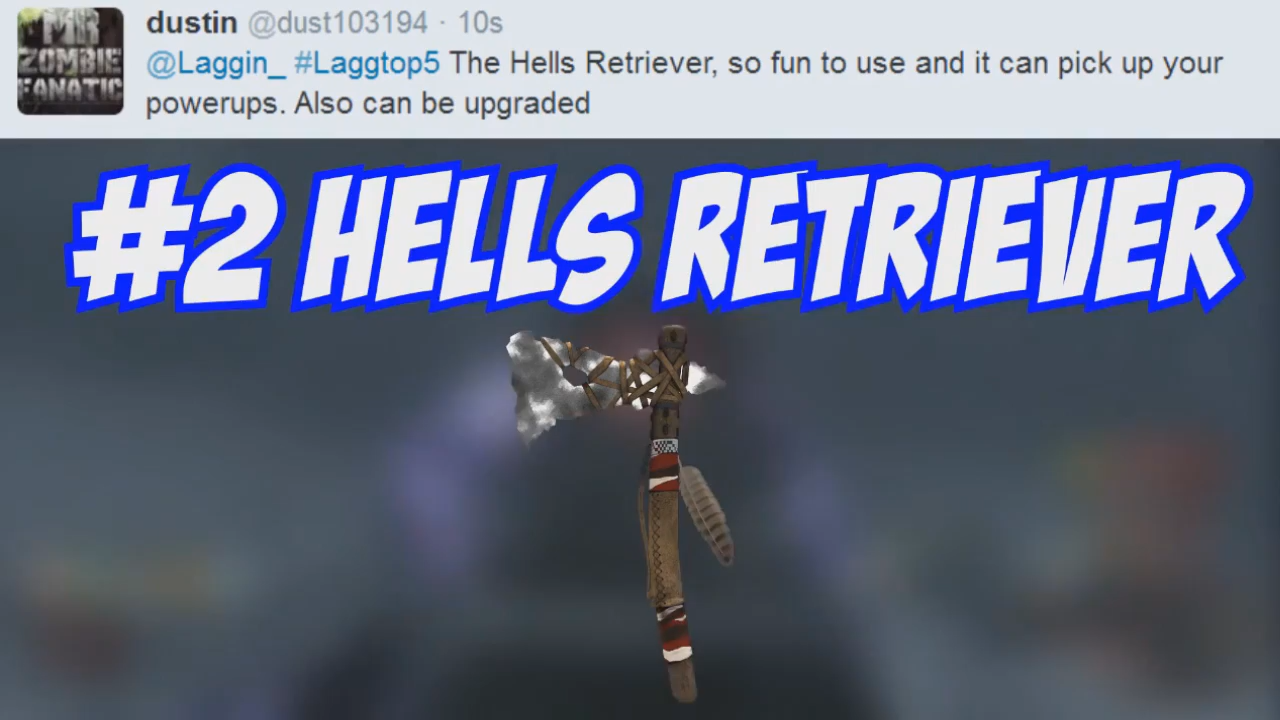 MR
ZOMBIE
FANATIC
dustin @dust103194 · 10s
@Laggin_ #Laggtop5 The Hells Retriever, so fun to use and it can pick up your
powerups. Also can be upgraded
#2 HELLS RETRIEVER